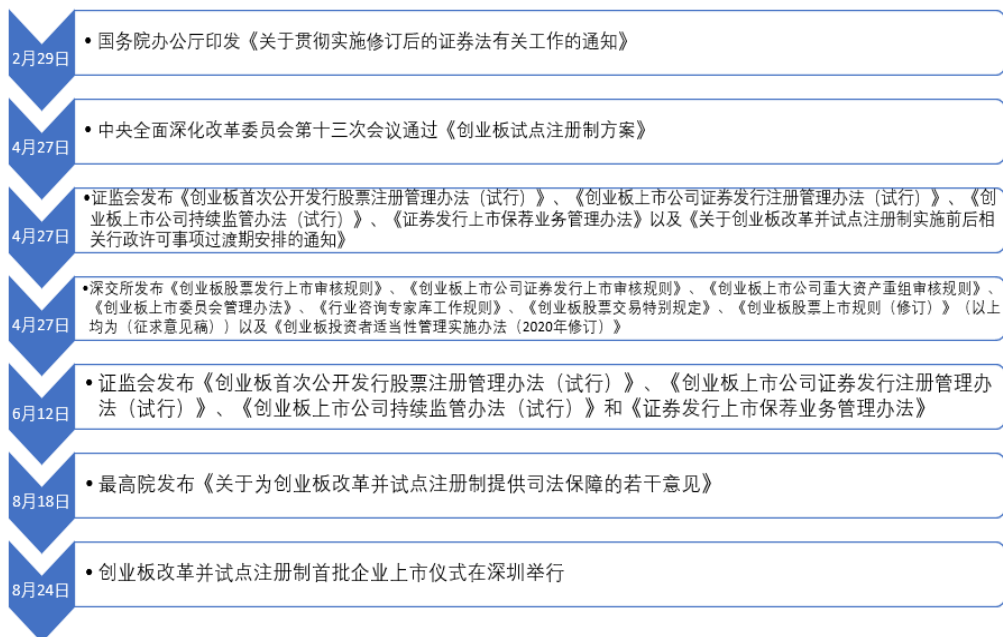 2月29日
• 国务院办公厅印发《关于贯彻实施修订后的证券法有关工作的通知》
4月27日
• 中央全面深化改革委员会第十三次会议通过《创业板试点注册制方案》
4月27日
•证监会发布《创业板首次公开发行股票注册管理办法（试行）》、《创业板上市公司证券发行注册管理办法（试行）》、《创
业板上市公司持续监管办法（试行）》、《证券发行上市保荐业务管理办法》以及《关于创业板改革并试点注册制实施前后相
关行政许可事项过渡期安排的通知》
4月27日
•深交所发布《创业板股票发行上市审核规则》、《创业板上市公司证券发行上市审核规则》、《创业板上市公司重大资产重组审核规则》、
《创业板上市委员会管理办法》、《行业咨询专家库工作规则》、《创业板股票交易特别规定》、《创业板股票上市规则（修订）》（以上
均为（征求意见稿））以及《创业板投资者适当性管理实施办法（2020年修订）》
6月12日
• 证监会发布《创业板首次公开发行股票注册管理办法（试行）》、《创业板上市公司证券发行注册管理办
法（试行）》、《创业板上市公司持续监管办法（试行）》和《证券发行上市保荐业务管理办法》
8月18日
• 最高院发布《关于为创业板改革并试点注册制提供司法保障的若干意见》
8月24日
• 创业板改革并试点注册制首批企业上市仪式在深圳举行